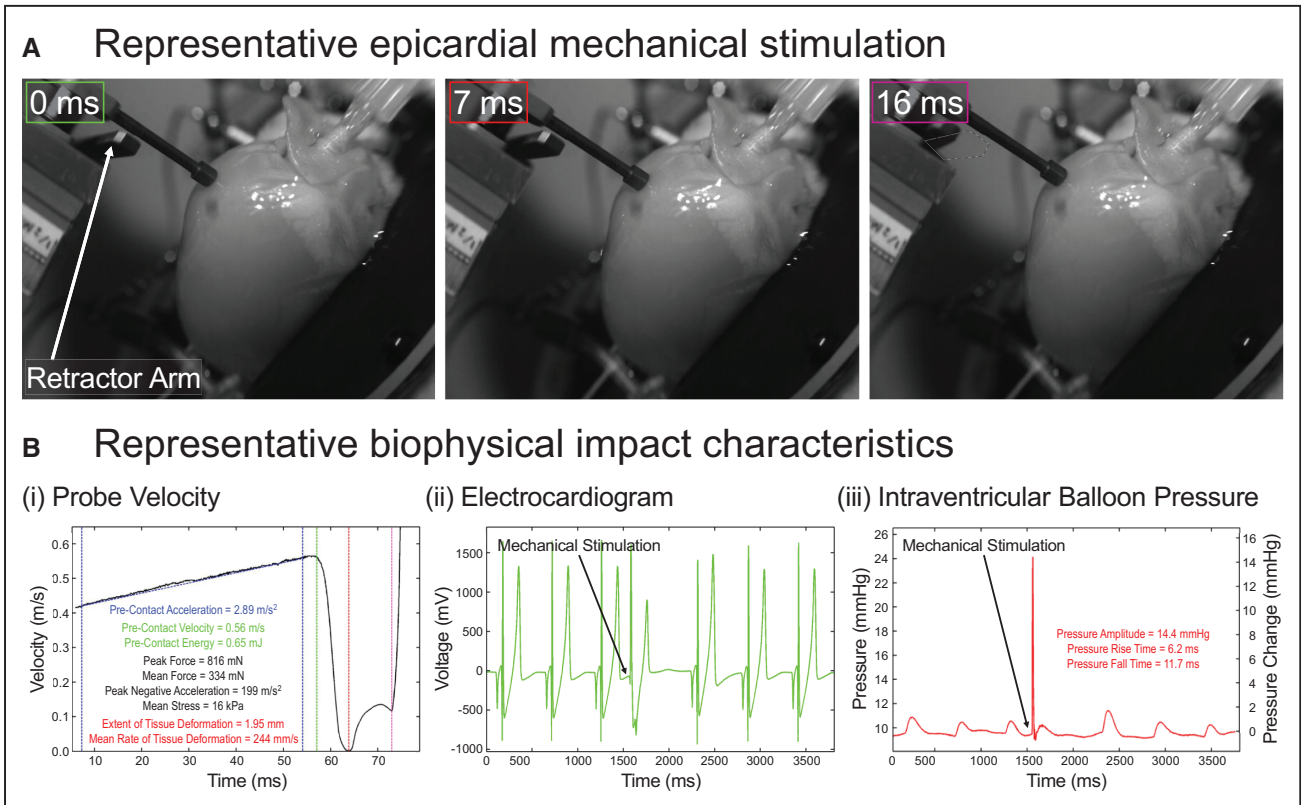 A Representative epicardial mechanical stimulation
0 ms
7 ms
16 ms
Retractor Arm
B Representative biophysical impact characteristics
(i) Probe Velocity
(ii) Electrocardiogram
(iii) Intraventricular Balloon Pressure
Velocity (m/s)
0.6
0.5
0.4
0.3
0.2
0.1
0.0
Pre-Contact Acceleration = 2.89 m/s²
Pre-Contact Velocity = 0.56 m/s
Pre-Contact Energy = 0.65 mJ
Peak Force = 816 mN
Mean Force = 334 mN
Peak Negative Acceleration = 199 m/s²
Mean Stress = 16 kPa
Extent of Tissue Deformation = 1.95 mm
Mean Rate of Tissue Deformation = 244 mm/s
10 20 30 40 50 60 70
Time (ms)
Voltage (mV)
1500
1000
500
0
-500
-1000
Mechanical Stimulation
0 500 1000 1500 2000 2500 3000 3500
Time (ms)
Pressure (mmHg)
26
24
22
20
18
16
14
12
10
Mechanical Stimulation
Pressure Amplitude = 14.4 mmHg
Pressure Rise Time = 6.2 ms
Pressure Fall Time = 11.7 ms
16
14
12
10
8
6
4
2
0
Pressure Change (mmHg)
0 500 1000 1500 2000 2500 3000 3500
Time (ms)